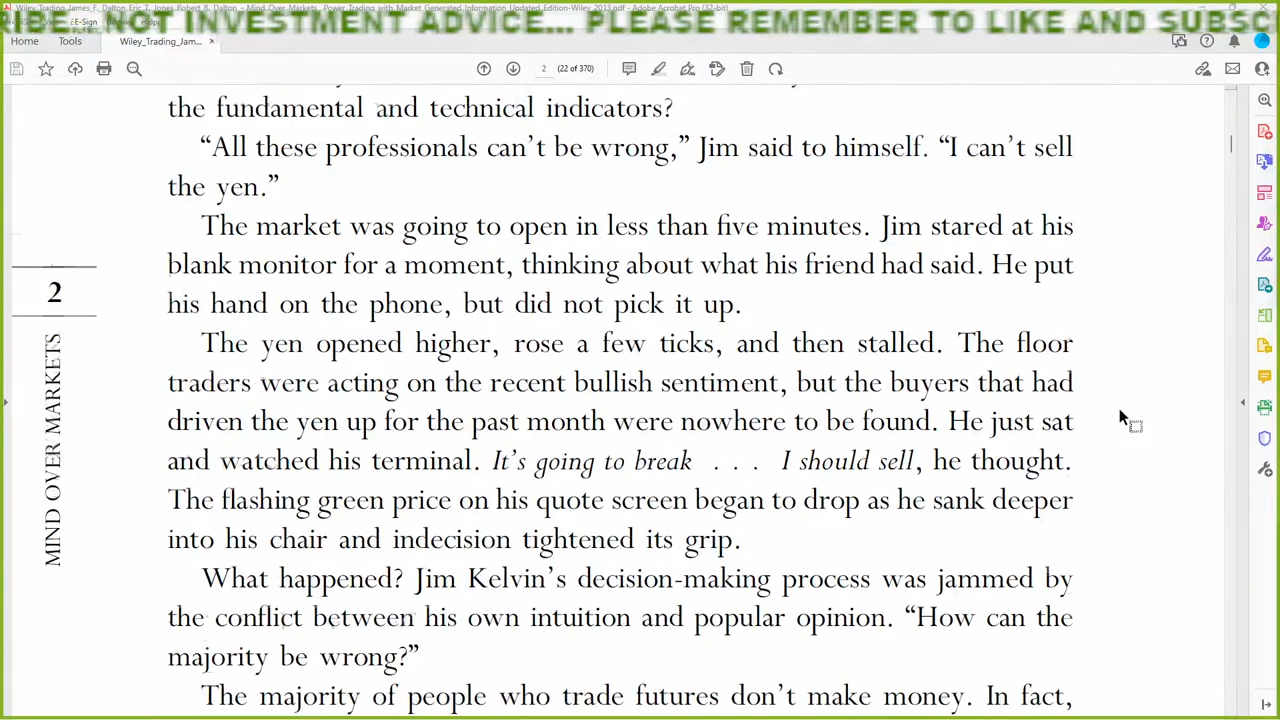 RIDE. NOT INVESTMENT ADVICE... PLEASE REMEMBER TO LIKE AND SUBSC
Home
Tools
Wiley_Trading_Jam...
2
(22 of 370)
the fundamental and technical indicators?
“All these professionals can’t be wrong,” Jim said to himself. “I can’t sell
the yen.”
The market was going to open in less than five minutes. Jim stared at his
blank monitor for a moment, thinking about what his friend had said. He put
his hand on the phone, but did not pick it up.
The yen opened higher, rose a few ticks, and then stalled. The floor
traders were acting on the recent bullish sentiment, but the buyers that had
driven the yen up for the past month were nowhere to be found. He just sat
and watched his terminal. It’s going to break . . . I should sell, he thought.
The flashing green price on his quote screen began to drop as he sank deeper
into his chair and indecision tightened its grip.
What happened? Jim Kelvin’s decision-making process was jammed by
the conflict between his own intuition and popular opinion. “How can the
majority be wrong?”
The majority of people who trade futures don’t make money. In fact,
2
MIND OVER MARKETS